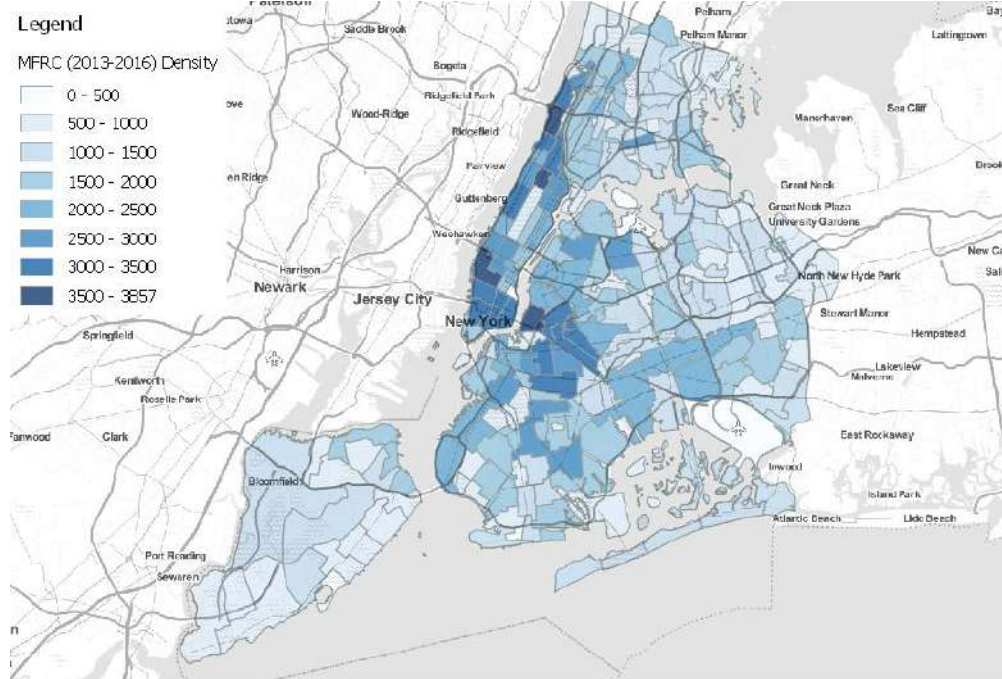 Legend
MFRC (2013-2016) Density
0 - 500
500 - 1000
1000 - 1500
1500 - 2000
2000 - 2500
2500 - 3000
3000 - 3500
3500 - 3857
Saddle Brook
Pelham
Pelham Manor
Lattingtown
Bogota
Ridgefield Park
Wood-Ridge
Ridgefield
Manorhaven
Sea Cliff
Fairview
en Ridge
Guttenberg
Great Neck
Great Neck Plaza
University Gardens
Weehawken
Harrison
Newark
Jersey City
North New Hyde Park
New York
Stewart Manor
Springfield
Hempstead
Kenilworth
Lakeview
Malverne
Roselle Park
Fanwood
Clark
East Rockaway
Bloomfield
Inwood
Island Park
Atlantic Beach
Lido Beach
Port Reading
Sewaren